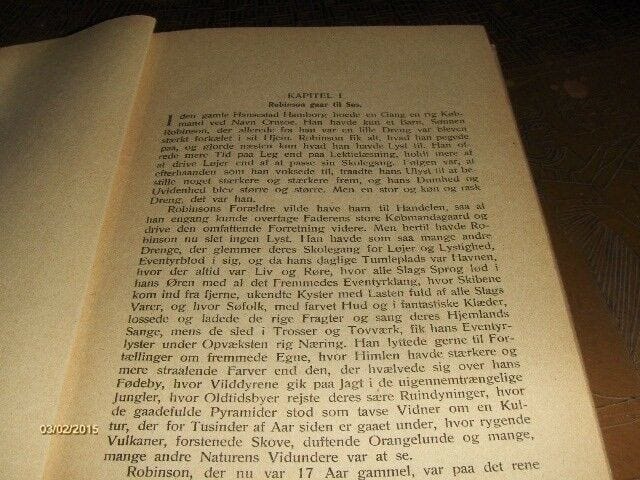 KAPITEL I
Robinson gaar til Søs.
I den gamle Hansestad Hamborg boede en Gang en rig Køb-
mand ved Navn Ornsoe. Han havde kun et Barn, Sønnen
Robinson, der allerede fra han var en lille Dreng var bleven
stærkt forkælet i sit Hjem. Robinson fik alt, hvad han pegede
paa, og gjorde næsten kun, hvad han havde Lyst til. Han of-
rede mere Tid paa Leg end paa Lektielæsning, holdt mere af
at drive Løjer end af at passe sin Skolegang. Følgen var, at
efterhaanden som han voksede til, traadte hans Ulyst til at be-
stille noget stærkere og stærkere frem, og hans Dumhed og
Uvidenhed blev større og større. Men en stor og køn og rask
Dreng, det var han.
Robinsons Forældre vilde have ham til Handelen, saa at
han engang kunde overtage Faderens store Købmandsgaard og
drive den omfattende Forretning videre. Men hertil havde Ro-
binson nu slet ingen Lyst. Han havde som saa mange andre
Drenge, der glemmer deres Skolegang for Løjer og Lystighed,
Eventyrblod i sig, og da hans daglige Tumleplads var Havnen,
hvor der altid var Liv og Røre, hvor alle Slags Sprog lød i
hans Øren med al det Fremmedes Eventyrklang, hvor Skibene
kom ind fra fjerne, ukendte Kyster med Lasten fuld af alle Slags
Varer, og hvor Søfolk, med farvet Hud og i fantastiske Klæder,
lossede og ladede de rige Fragter og sang deres Hjemlands
Sange, mens de sled i Trosser og Tovværk, fik hans Eventyr-
lyster under Opvæksten rig Næring. Han lyttede gerne til For-
tællinger om fremmede Egne, hvor Himlen havde stærkere og
mere straalende Farver end den, der hvælvede sig over hans
Fødeby, hvor Vilddyrene gik paa Jagt i de uigennemtrængelige
Jungler, hvor Oldtidsbyer rejste deres sære Ruindynger, hvor
de gaadefulde Pyramider stod som tavse Vidner om en Kul-
tur, der for Tusinder af Aar siden er gaaet under, hvor rygende
Vulkaner, forstenede Skove, duftende Orangelunde og mange,
mange andre Naturens Vidundere var at se.
Robinson, der nu var 17 Aar gammel, var paa det rene
03/02/2015